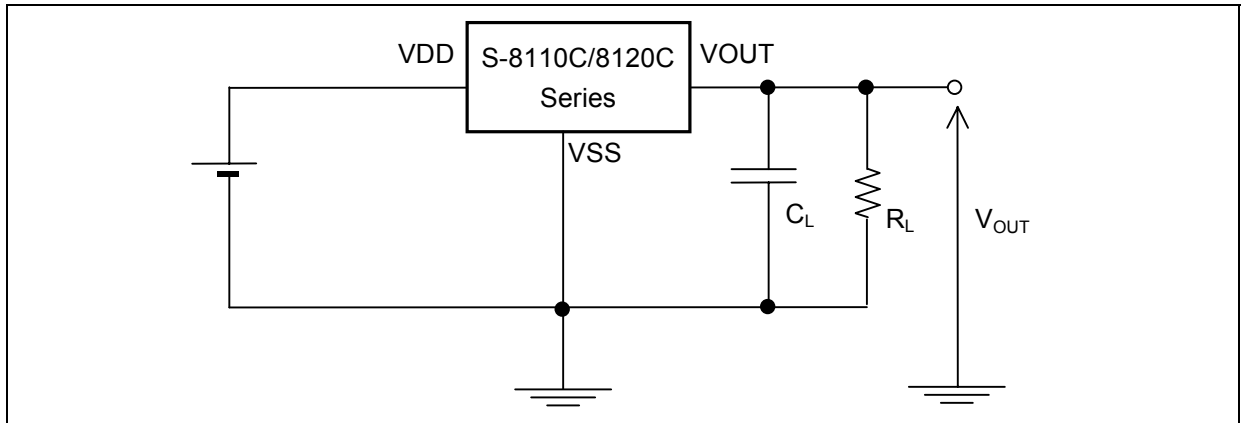 VDD
S-8110C/8120C
Series
VOUT
VSS
CL
RL
VOUT